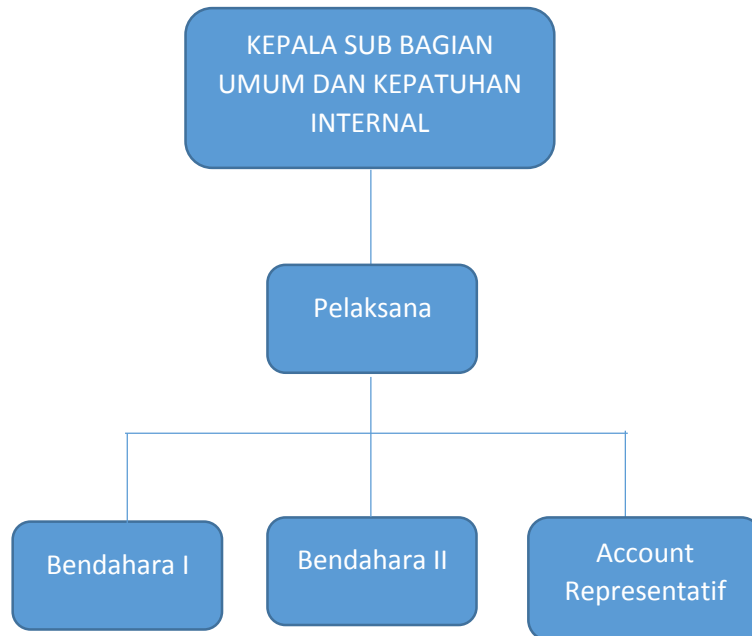 KEPALA SUB BAGIAN
UMUM DAN KEPATUHAN
INTERNAL
Pelaksana
Bendahara I
Bendahara II
Account
Representatif